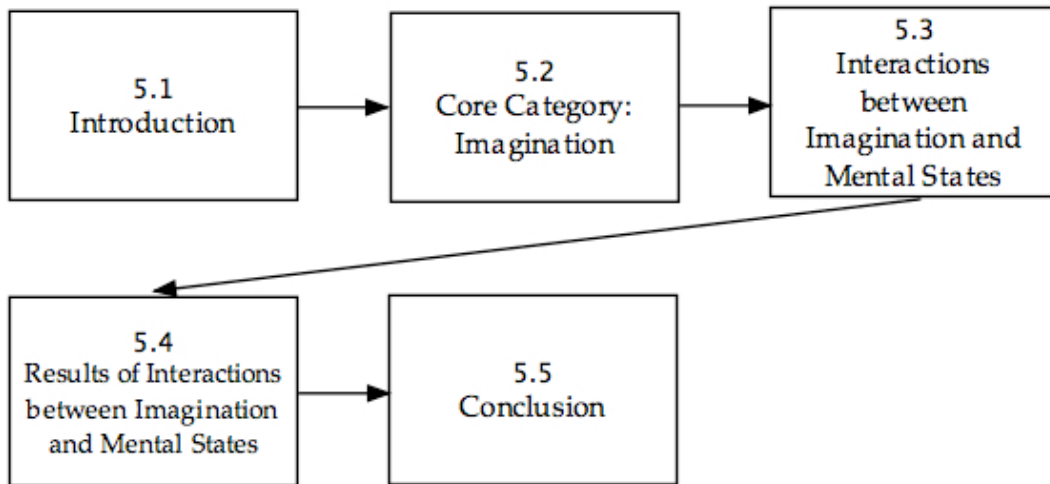 5.1
Introduction
5.2
Core Category:
Imagination
5.3
Interactions
between
Imagination and
Mental States
5.4
Results of Interactions
between Imagination
and Mental States
5.5
Conclusion